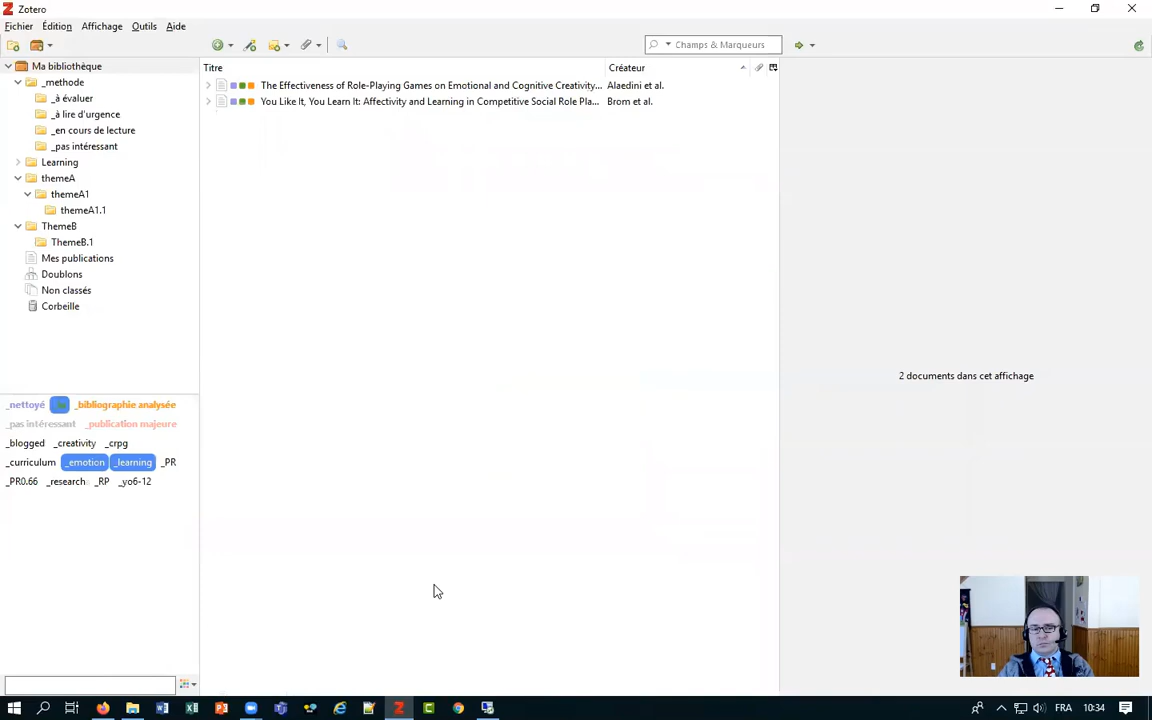 Zotero
Fichier Édition Affichage Outils Aide
Champs & Marqueurs
Ma bibliothèque
_methode
_à évaluer
_à lire d'urgence
_en cours de lecture
_pas intéressant
Learning
themeA
themeA1
themeA1.1
ThemeB
ThemeB.1
Mes publications
Doublons
Non classés
Corbeille
Titre Créateur
The Effectiveness of Role-Playing Games on Emotional and Cognitive Creativity... Alaedini et al.
You Like It, You Learn It: Affectivity and Learning in Competitive Social Role Pla... Brom et al.
2 documents dans cet affichage
_nettoyé _bibliographie analysée
_pas intéressant _publication majeure
_blogged _creativity _crpg
_curriculum _emotion _learning _PR
_PR0.66 _research _RP _yo6-12
FRA 10:34